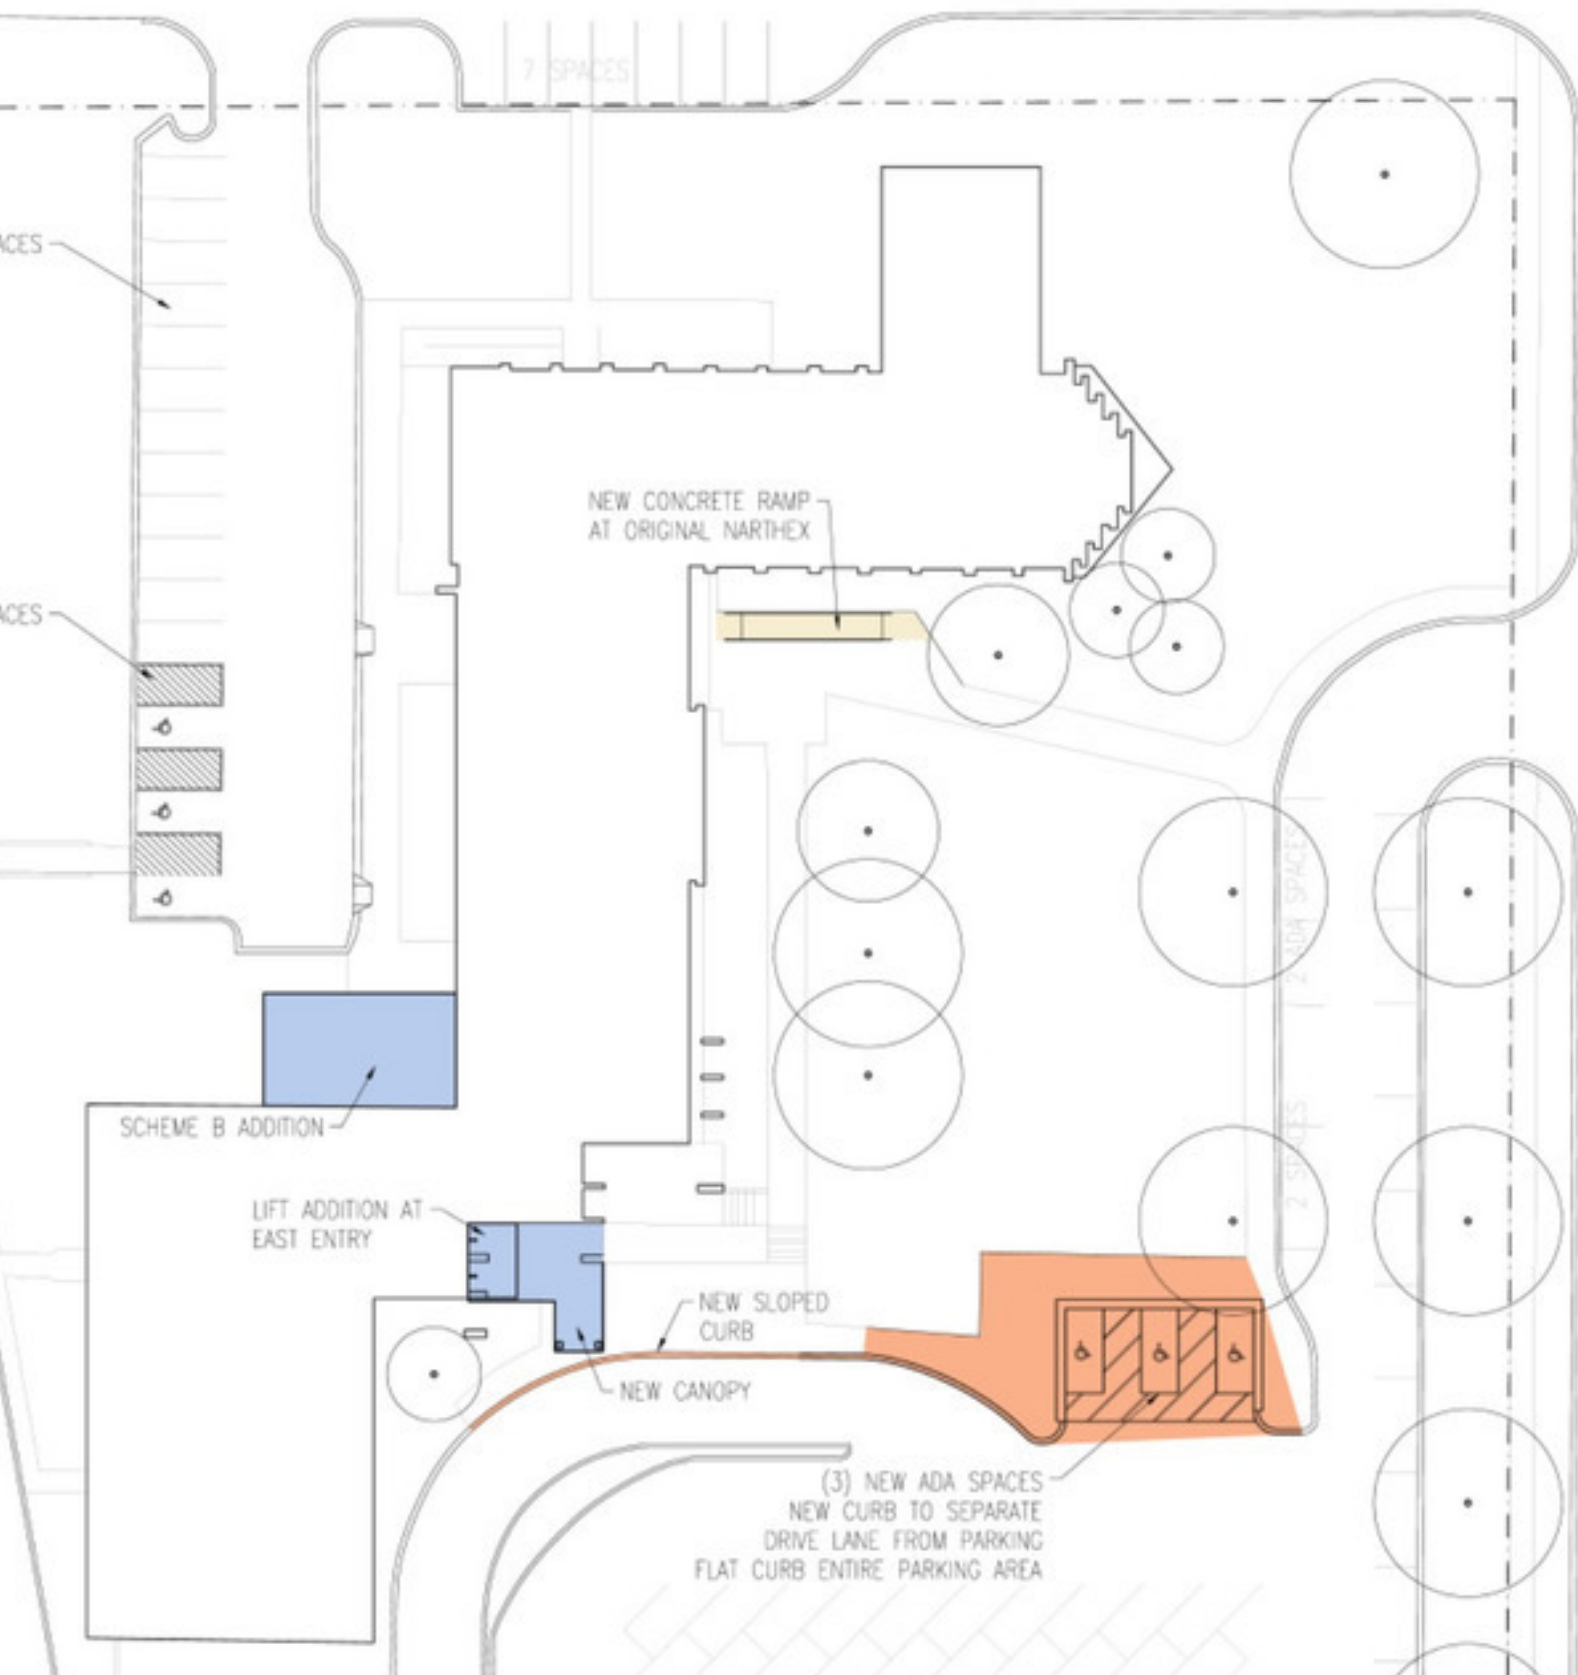 7 SPACES
ACES
NEW CONCRETE RAMP
AT ORIGINAL NARTHEX
ACES
2 ADA SPACES
2 SPACES
SCHEME B ADDITION
LIFT ADDITION AT
EAST ENTRY
NEW SLOPED
CURB
NEW CANOPY
(3) NEW ADA SPACES
NEW CURB TO SEPARATE
DRIVE LANE FROM PARKING
FLAT CURB ENTIRE PARKING AREA